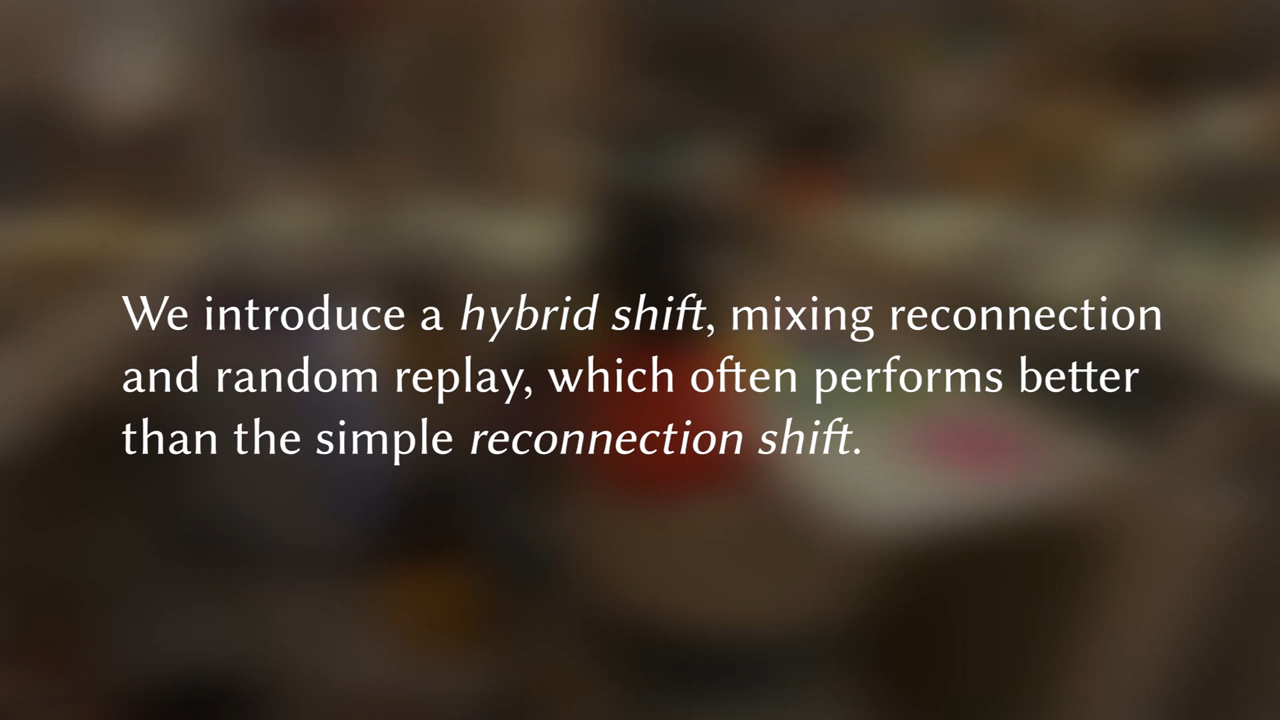 We introduce a hybrid shift, mixing reconnection
and random replay, which often performs better
than the simple reconnection shift.